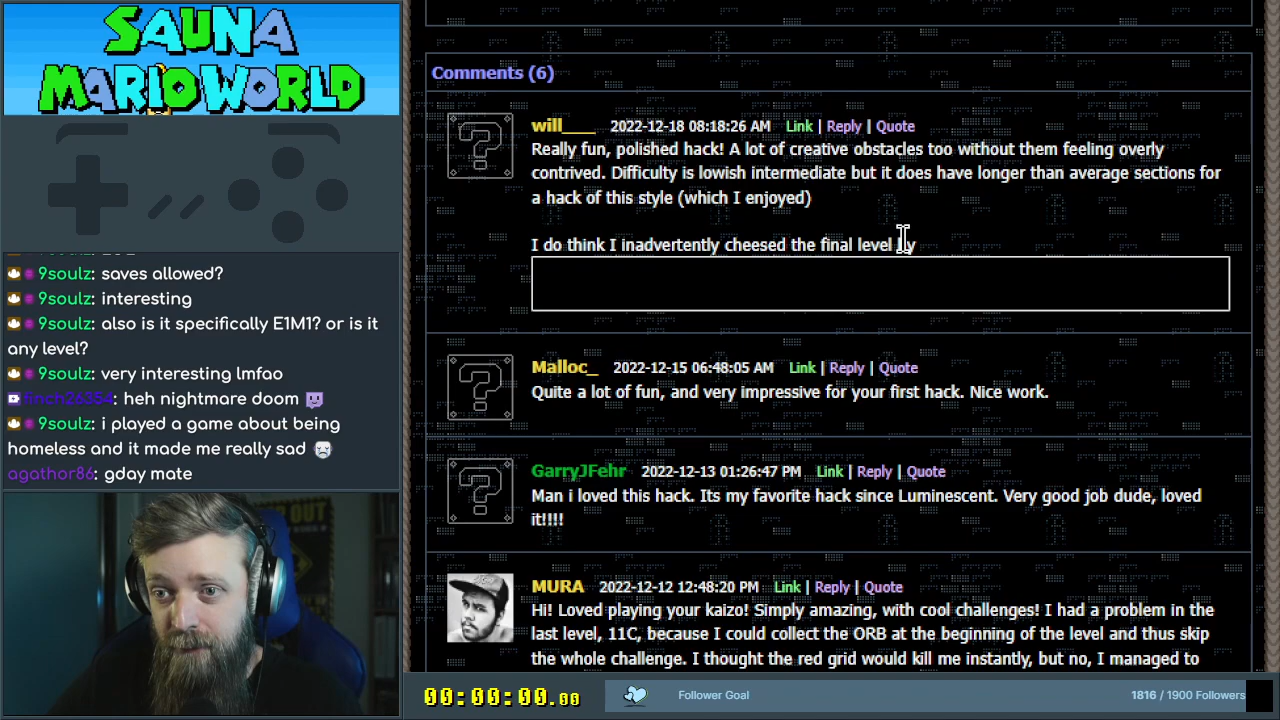 SAUNA
MARIO WORLD
9soulz: saves allowed?
9soulz: interesting
9soulz: also is it specifically E1M1? or is it
any level?
9soulz: very interesting lmfao
finch26354: heh nightmare doom
9soulz: i played a game about being
homeless and it made me really sad
agathor86: gday mate
Comments (6)
will____ 2022-12-18 08:18:26 AM Link | Reply | Quote
Really fun, polished hack! A lot of creative obstacles too without them feeling overly
contrived. Difficulty is lowish intermediate but it does have longer than average sections for
a hack of this style (which I enjoyed)
I do think I inadvertently cheesed the final level by
Malloc_ 2022-12-15 06:48:05 AM Link | Reply | Quote
Quite a lot of fun, and very impressive for your first hack. Nice work.
GarryJFehr 2022-12-13 01:26:47 PM Link | Reply | Quote
Man i loved this hack. Its my favorite hack since Luminescent. Very good job dude, loved
it!!!!
MURA 2022-12-12 12:48:20 PM Link | Reply | Quote
Hi! Loved playing your kaizo! Simply amazing, with cool challenges! I had a problem in the
last level, 11C, because I could collect the ORB at the beginning of the level and thus skip
the whole challenge. I thought the red grid would kill me instantly, but no, I managed to
00:00:00.00
Follower Goal
1816 / 1900 Followers